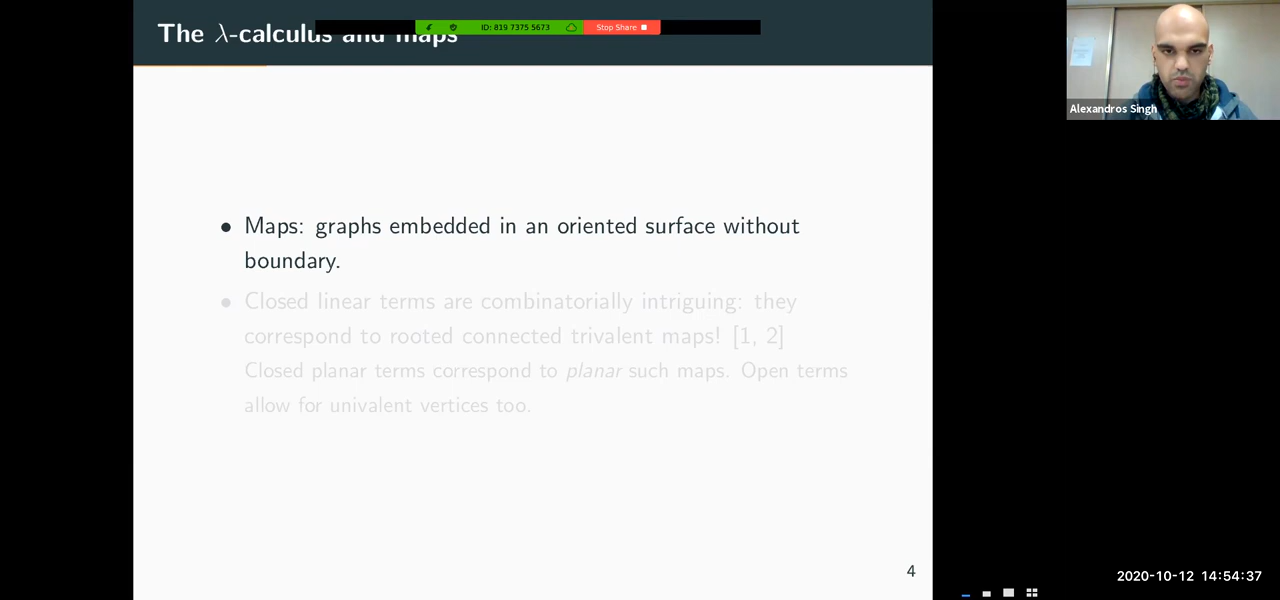 The λ-calculus and maps
ID: 819 7375 5673
Stop Share
Alexandros Singh
• Maps: graphs embedded in an oriented surface without
boundary.
• Closed linear terms are combinatorially intriguing: they
correspond to rooted connected trivalent maps! [1, 2]
Closed planar terms correspond to planar such maps. Open terms
allow for univalent vertices too.
4
2020-10-12 14:54:37